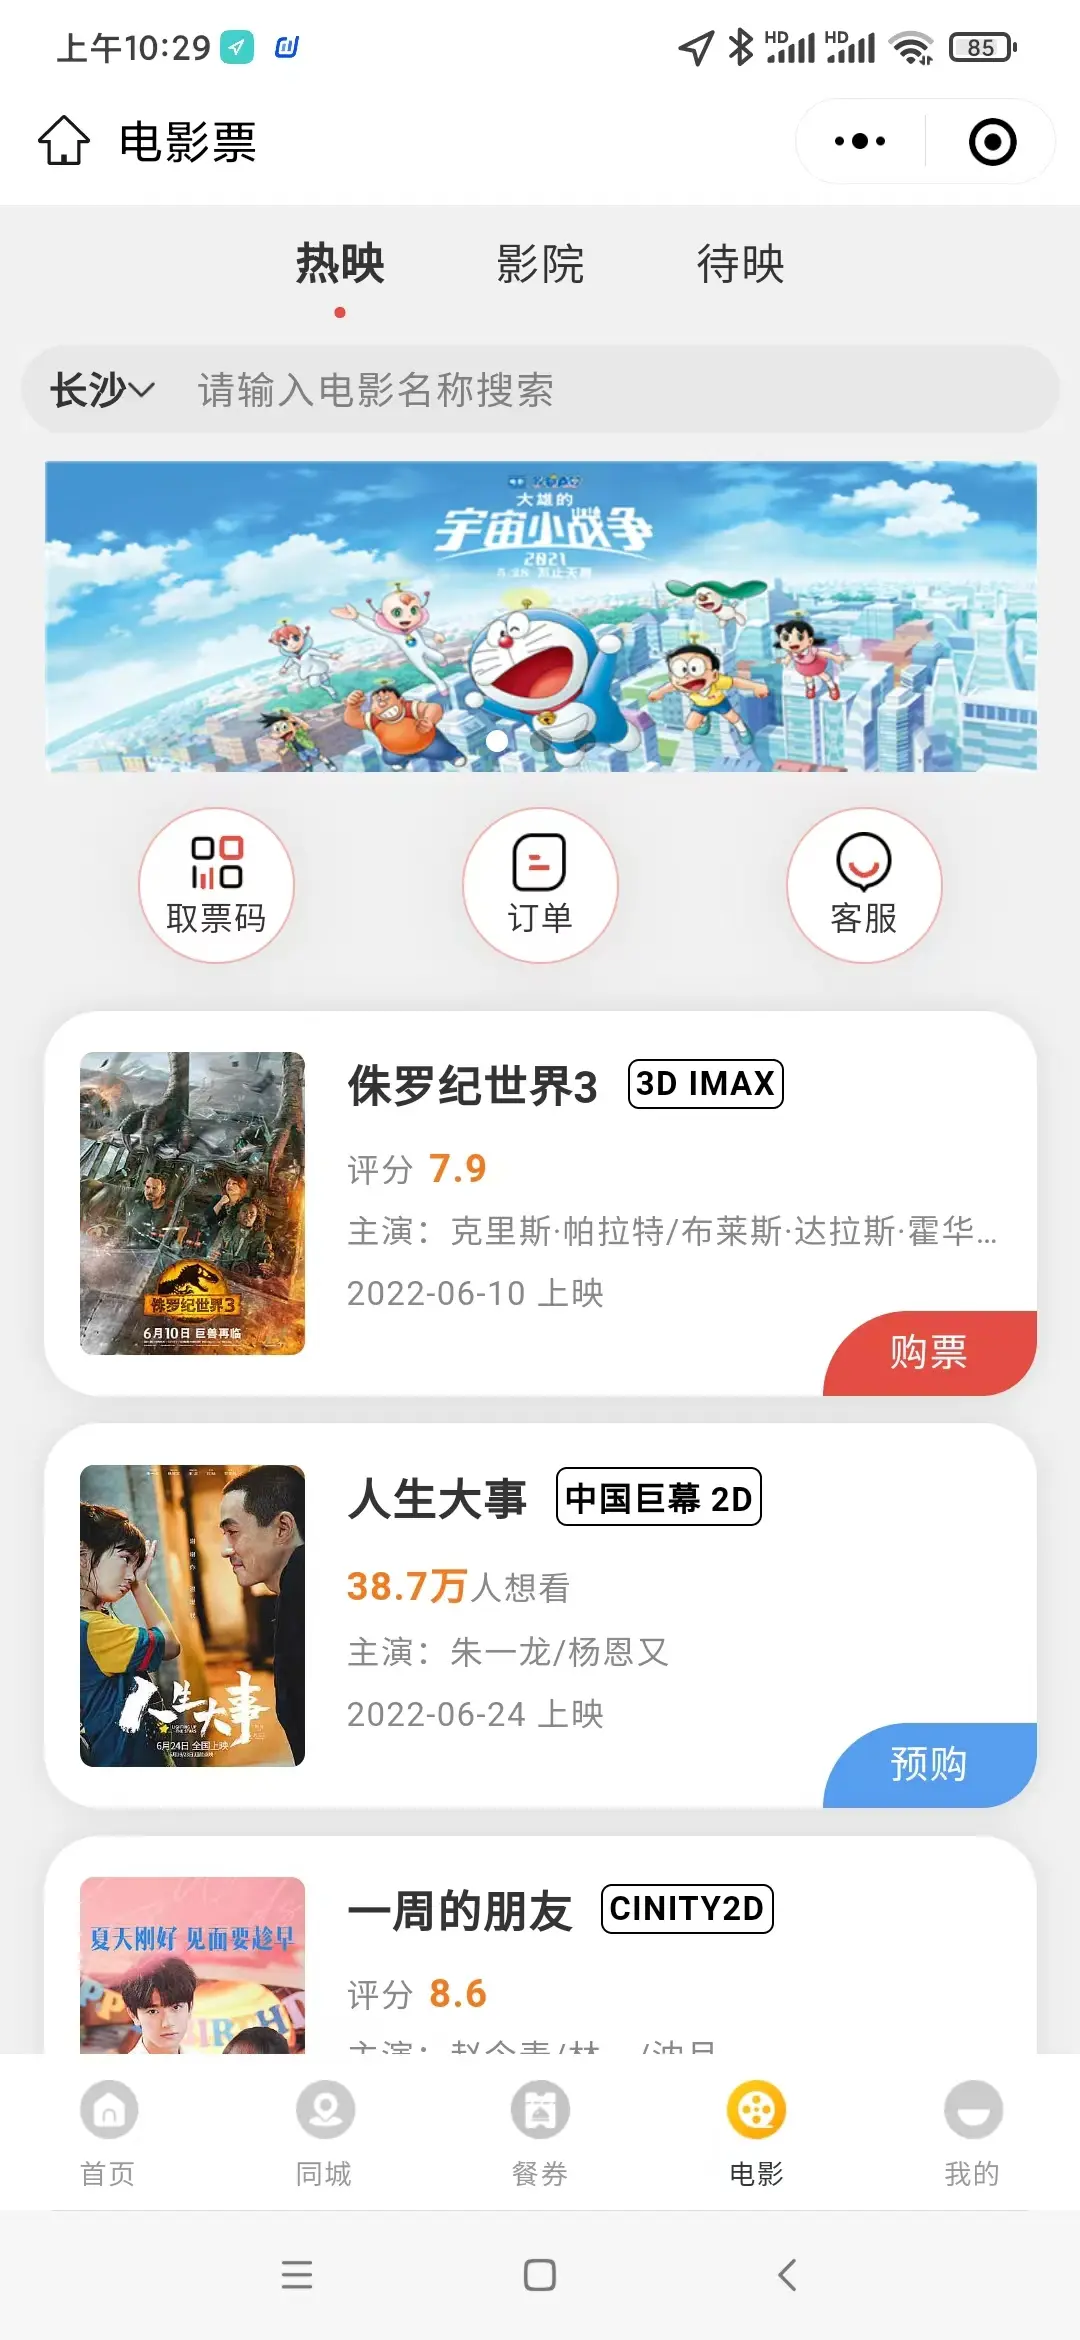 上午10:29
HD HD 85
电影票
热映 影院 待映
长沙 请输入电影名称搜索
大雄的
宇宙小战争
2021
取票码 订单 客服
侏罗纪世界3 3D IMAX
评分 7.9
主演：克里斯·帕拉特/布莱斯·达拉斯·霍华...
2022-06-10 上映
侏罗纪世界3
6月10日 巨兽再临
购票
人生大事 中国巨幕 2D
38.7万人想看
主演：朱一龙/杨恩又
2022-06-24 上映
人生大事
LIGHTING UP THE STARS
6月24日 全国上映
预购
一周的朋友 CINITY2D
夏天刚好 见面要趁早
评分 8.6
首页 同城 餐券 电影 我的